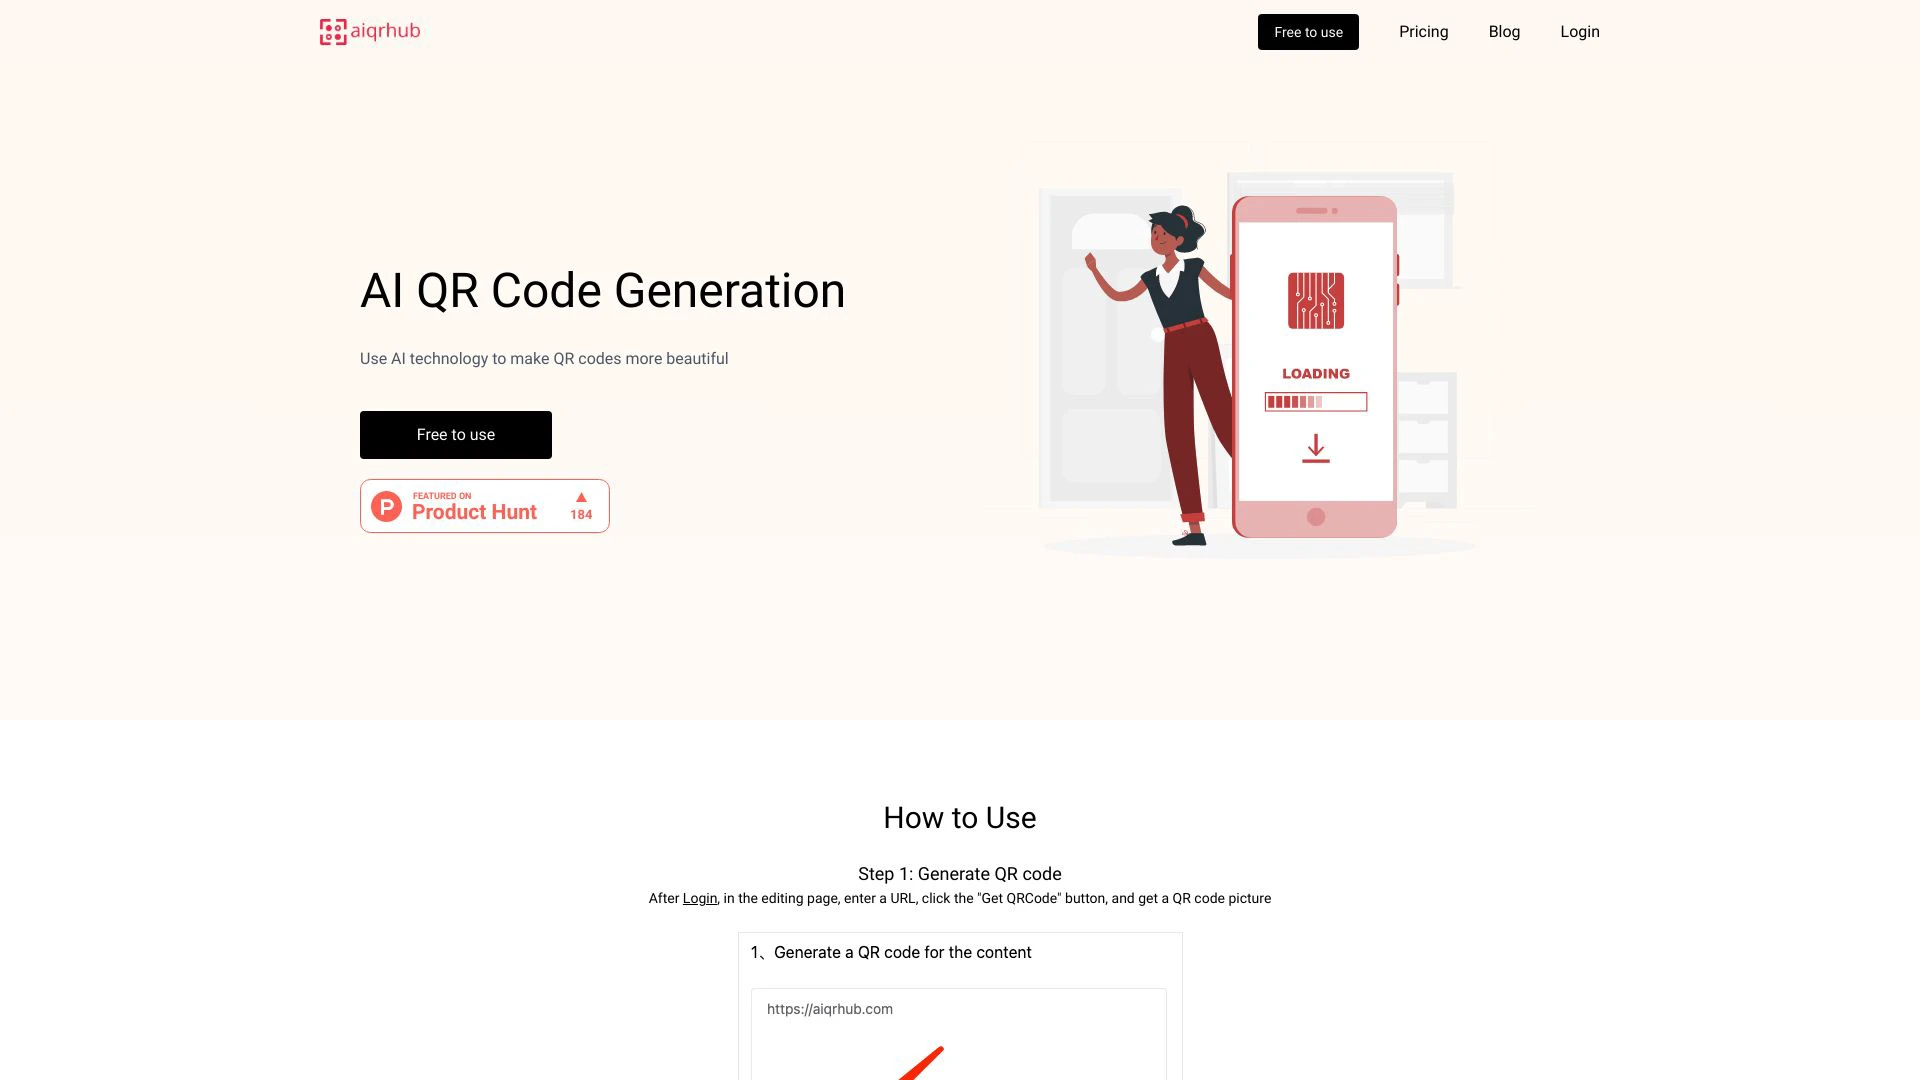 aiqrhub
Free to use
Pricing
Blog
Login
AI QR Code Generation
Use AI technology to make QR codes more beautiful
Free to use
FEATURED ON
Product Hunt
184
LOADING
How to Use
Step 1: Generate QR code
After Login, in the editing page, enter a URL, click the "Get QRCode" button, and get a QR code picture
1、Generate a QR code for the content
https://aiqrhub.com